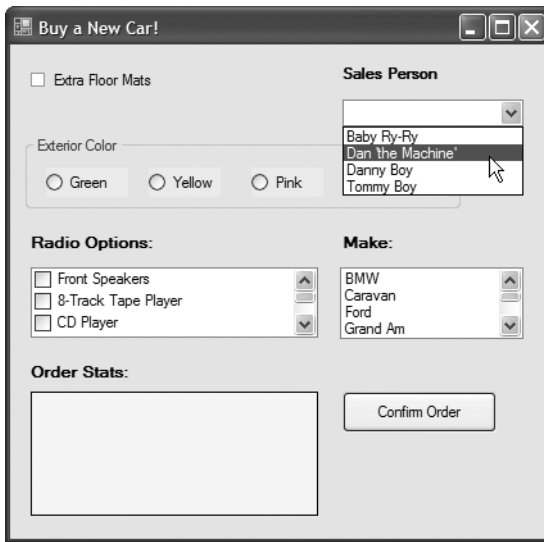 Buy a New Car!
Extra Floor Mats
Sales Person
Baby Ry-Ry
Dan 'the Machine'
Danny Boy
Tommy Boy
Exterior Color
Green Yellow Pink
Radio Options:
Front Speakers
8-Track Tape Player
CD Player
Make:
BMW
Caravan
Ford
Grand Am
Order Stats:
Confirm Order